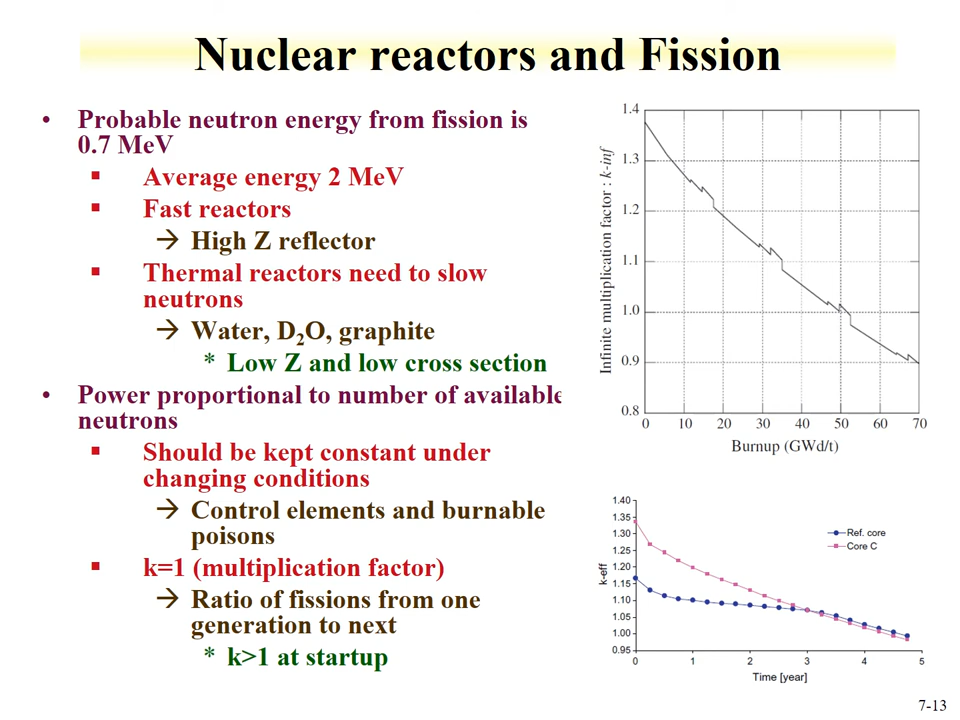 Nuclear reactors and Fission
• Probable neutron energy from fission is
0.7 MeV
▪ Average energy 2 MeV
▪ Fast reactors
→ High Z reflector
▪ Thermal reactors need to slow
neutrons
→ Water, D₂O, graphite
* Low Z and low cross section
• Power proportional to number of available
neutrons
▪ Should be kept constant under
changing conditions
→ Control elements and burnable
poisons
▪ k=1 (multiplication factor)
→ Ratio of fissions from one
generation to next
* k>1 at startup
Infinite multiplication factor : k-inf
1.4
1.3
1.2
1.1
1.0
0.9
0.8
0 10 20 30 40 50 60 70
Burnup (GWd/t)
k-eff
1.40
1.35
1.30
1.25
1.20
1.15
1.10
1.05
1.00
0.95
Ref. core
Core C
0 1 2 3 4 5
Time [year]
7-13